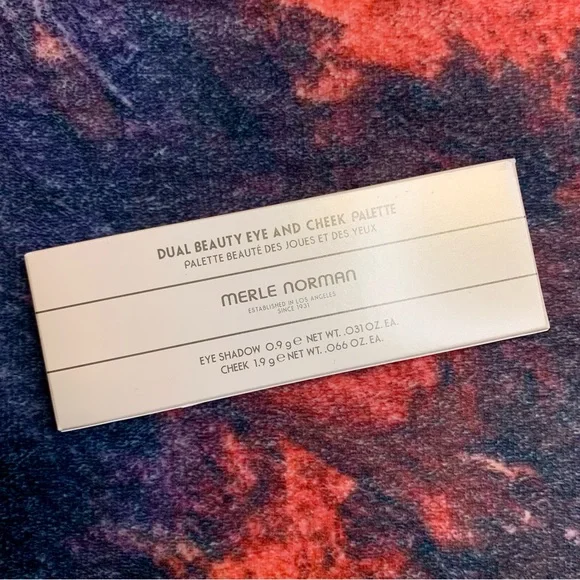 DUAL BEAUTY EYE AND CHEEK PALETTE
PALETTE BEAUTÉ DES JOUES ET DES YEUX
MERLE NORMAN
ESTABLISHED IN LOS ANGELES
SINCE 1931
EYE SHADOW 0.9 g ℮ NET WT. .031 OZ. EA.
CHEEK 1.9 g ℮ NET WT. .066 OZ. EA.